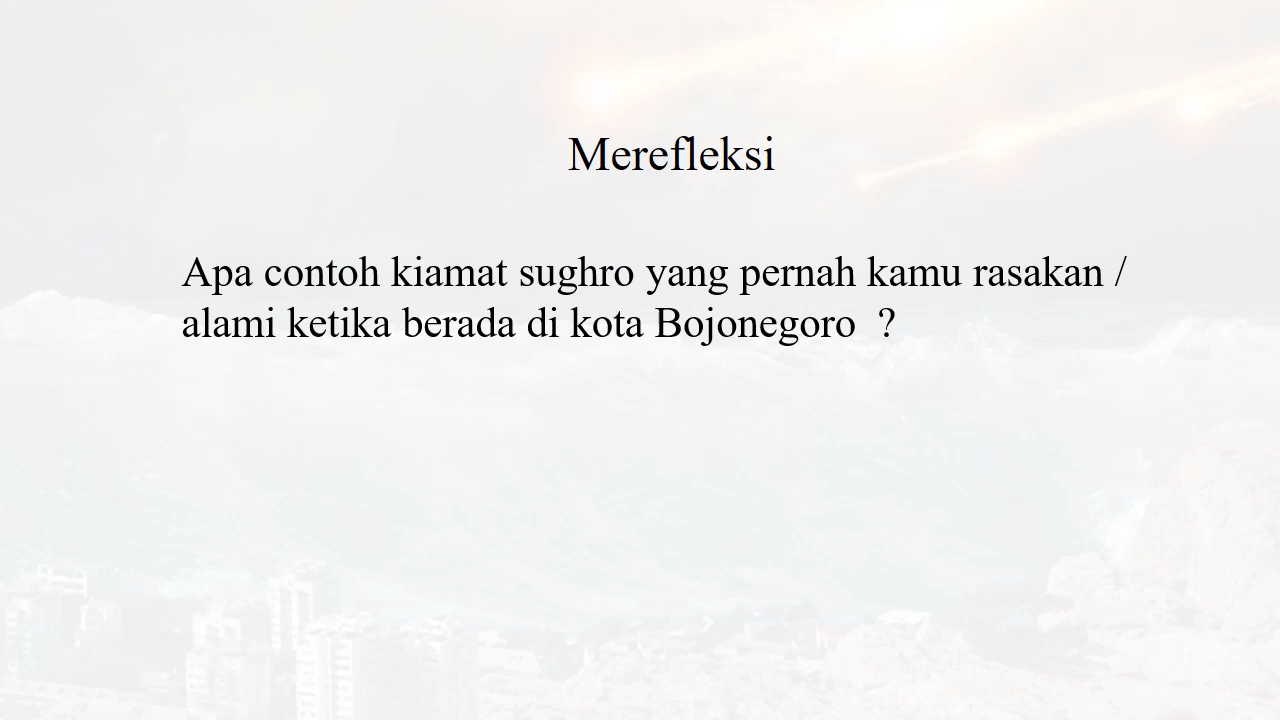 Merefleksi
Apa contoh kiamat sughro yang pernah kamu rasakan /
alami ketika berada di kota Bojonegoro  ?